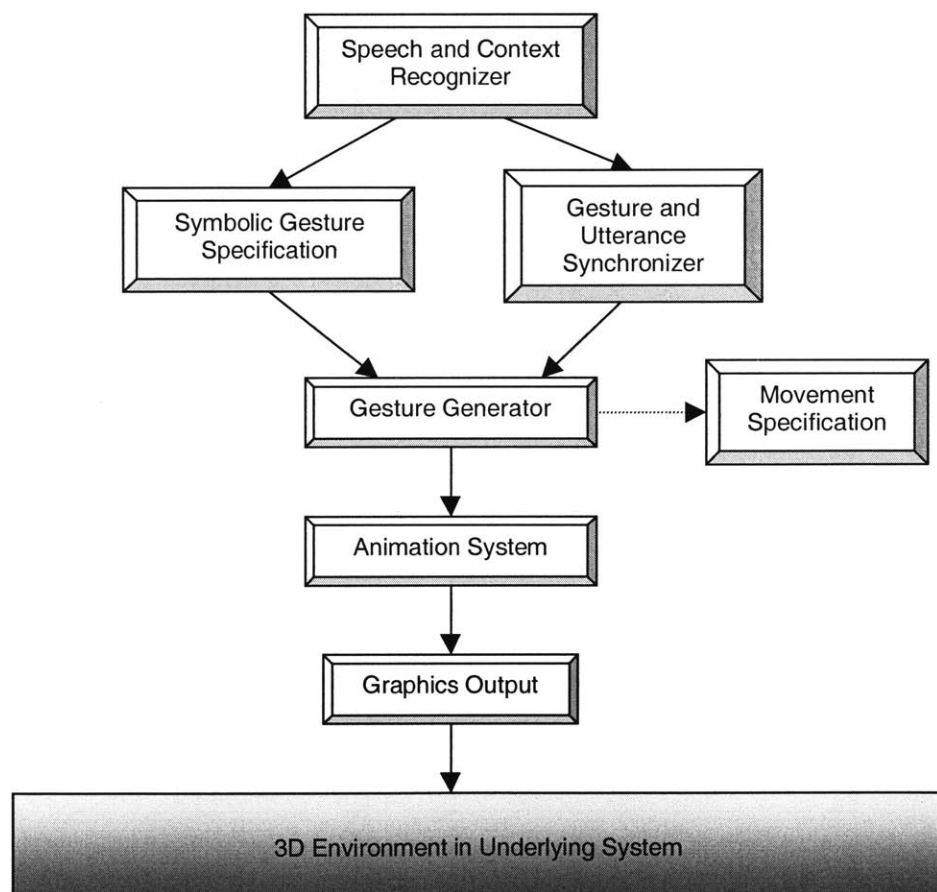 Speech and Context
Recognizer
Symbolic Gesture
Specification
Gesture and
Utterance
Synchronizer
Gesture Generator
Movement
Specification
Animation System
Graphics Output
3D Environment in Underlying System